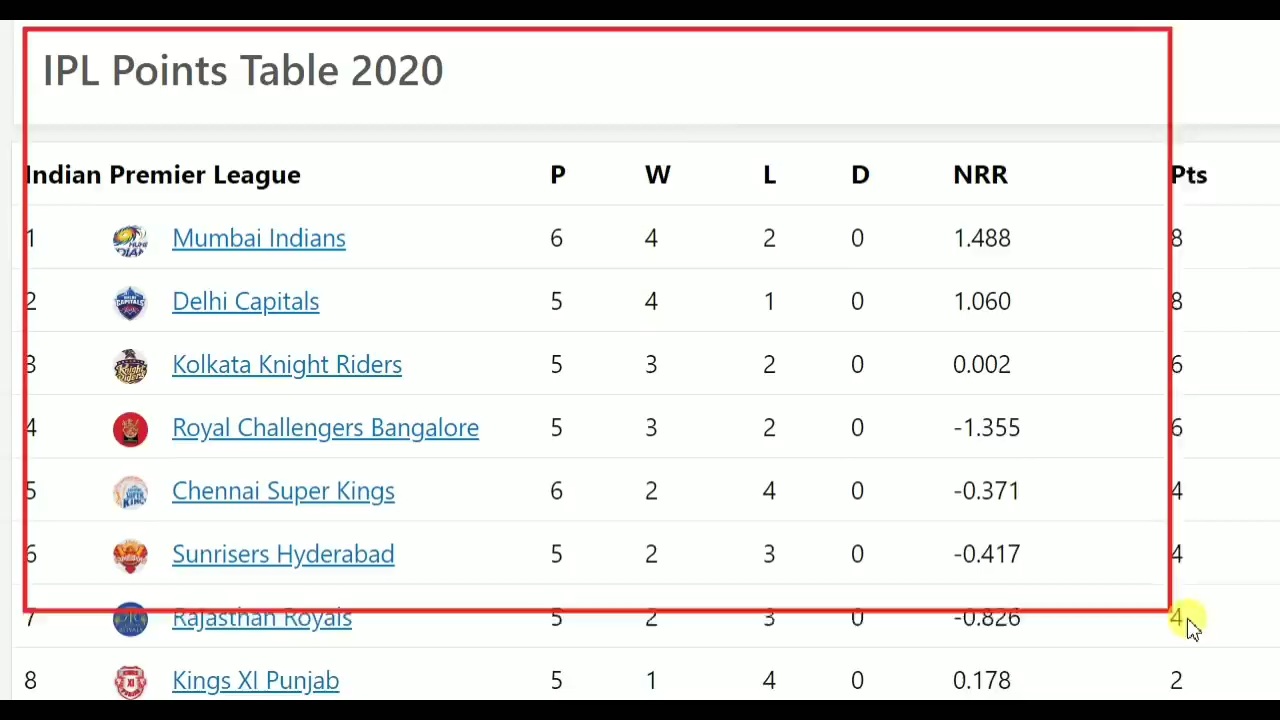 IPL Points Table 2020
Indian Premier League P W L D NRR Pts
1 Mumbai Indians 6 4 2 0 1.488 8
2 Delhi Capitals 5 4 1 0 1.060 8
3 Kolkata Knight Riders 5 3 2 0 0.002 6
4 Royal Challengers Bangalore 5 3 2 0 -1.355 6
5 Chennai Super Kings 6 2 4 0 -0.371 4
6 Sunrisers Hyderabad 5 2 3 0 -0.417 4
7 Rajasthan Royals 5 2 3 0 -0.826 4
8 Kings XI Punjab 5 1 4 0 0.178 2